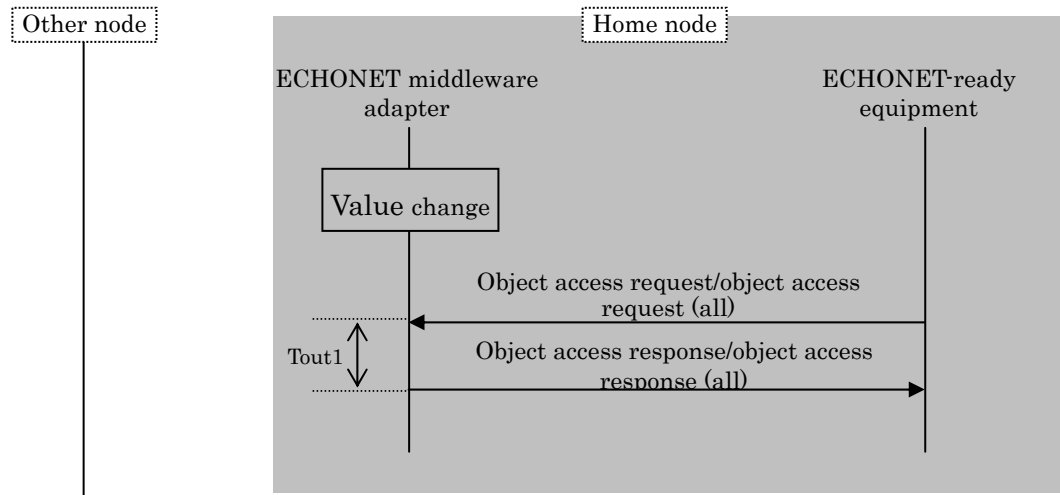 Other node
Home node
ECHONET middleware
adapter
ECHONET-ready
equipment
Value change
Object access request/object access
request (all)
Tout1
Object access response/object access
response (all)